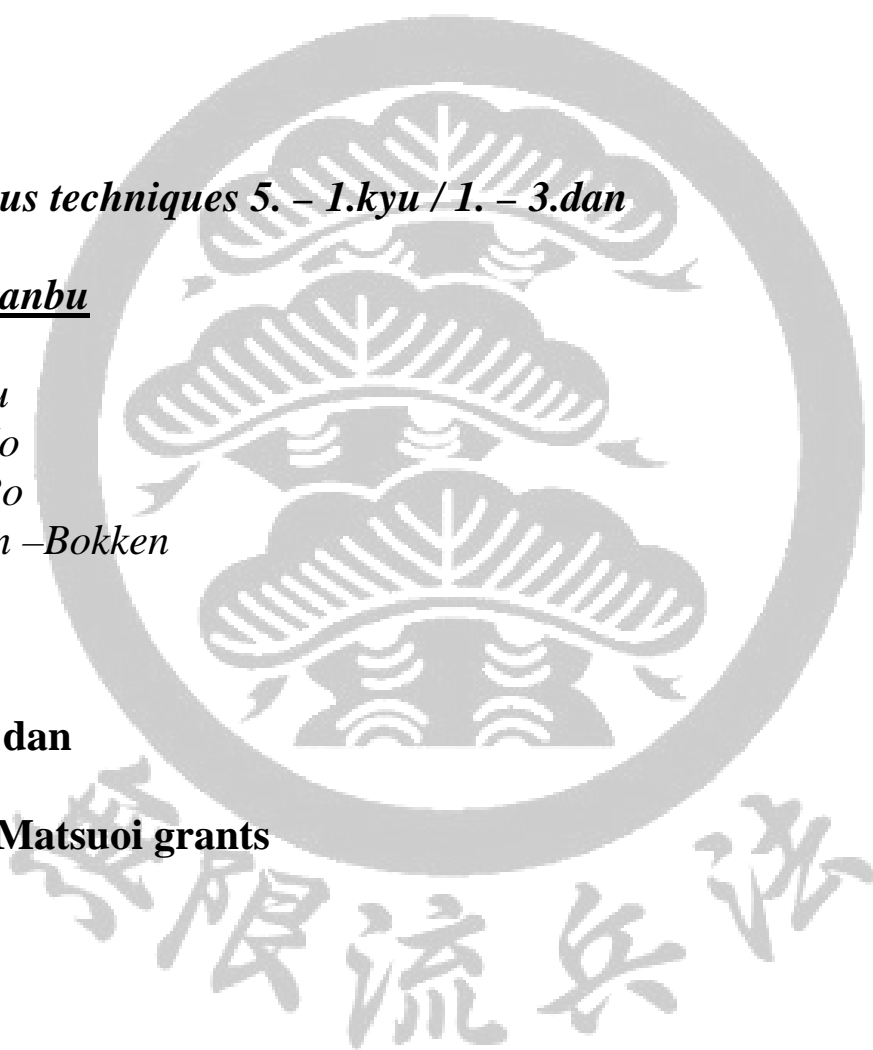 us techniques 5. – 1.kyu / 1. – 3.dan
anbu
u
o
o
–Bokken
dan
Matsuoi grants
限流兵法